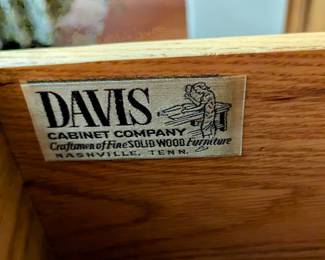 DAVIS
CABINET COMPANY
Craftsmen of Fine SOLID WOOD Furniture
NASHVILLE, TENN.